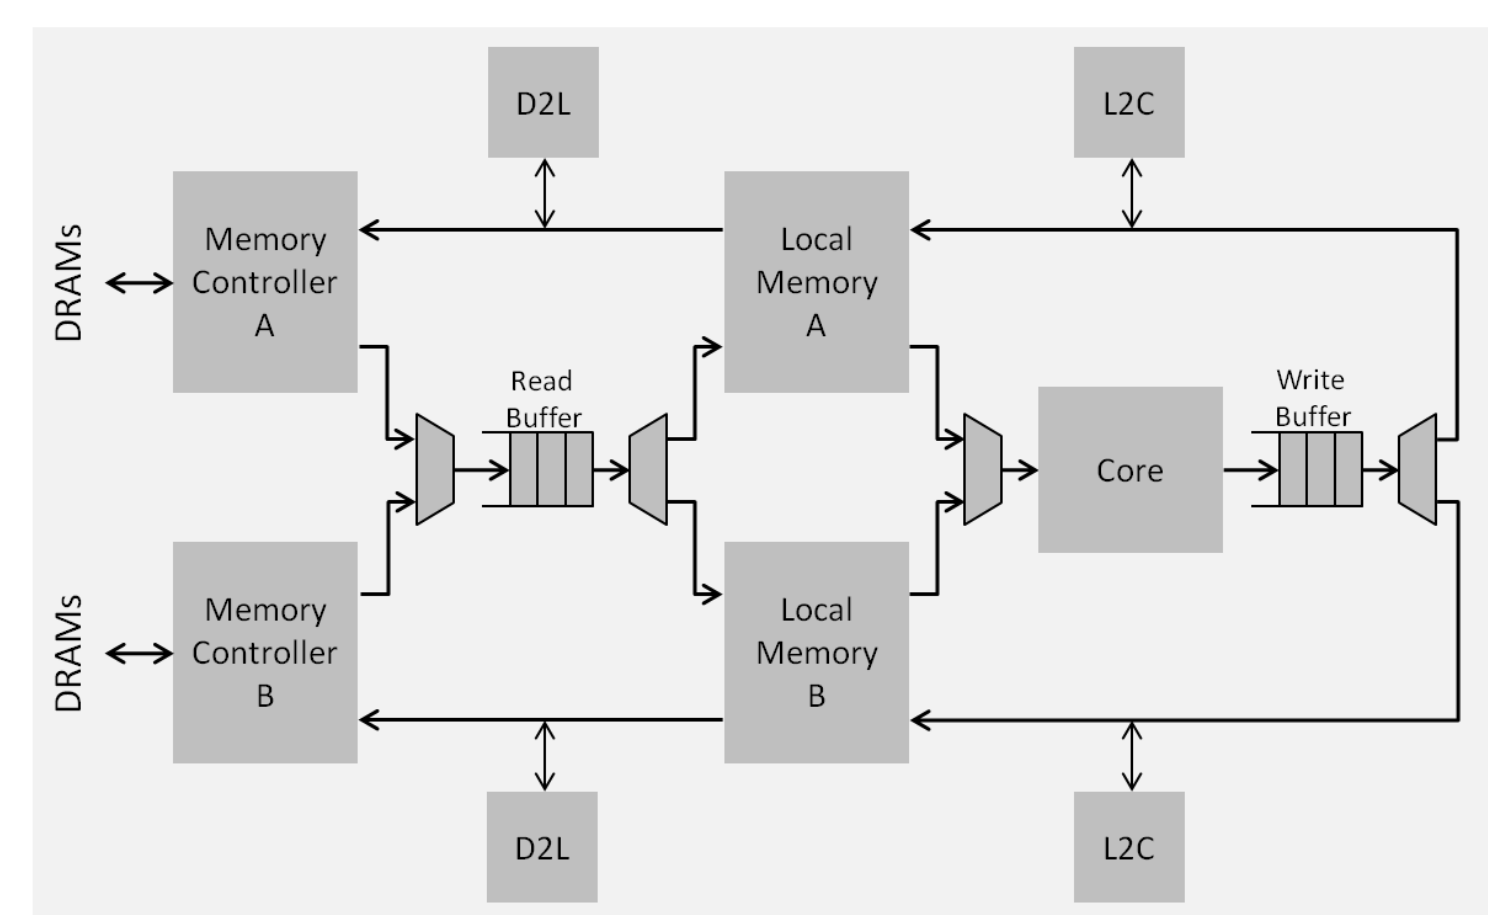 D2L
L2C
DRAMs
Memory
Controller
A
Local
Memory
A
Read
Buffer
Write
Buffer
Core
DRAMs
Memory
Controller
B
Local
Memory
B
D2L
L2C